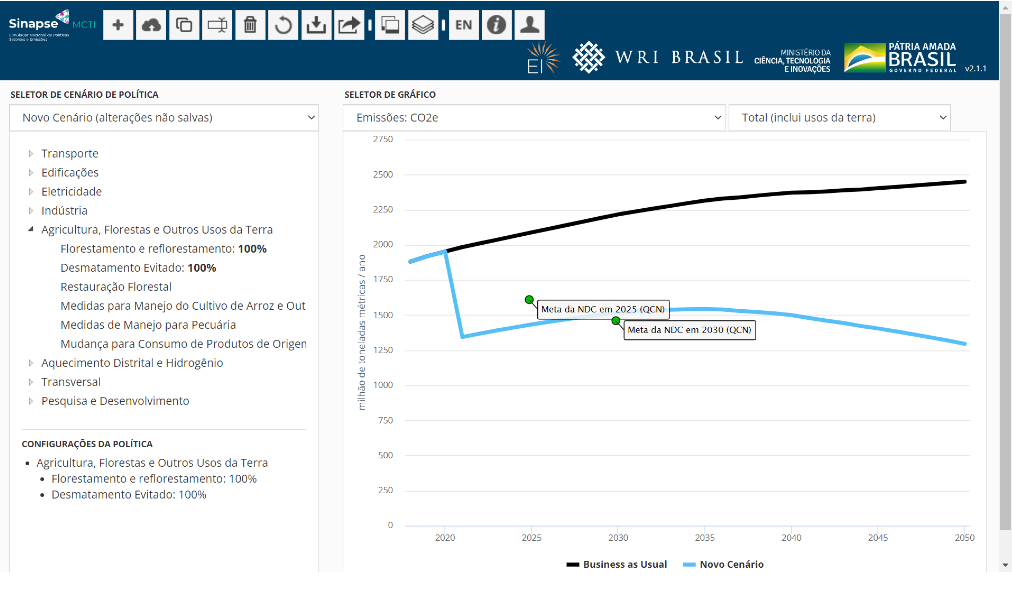 Sinapse MCTI
EN
EI
WRI BRASIL
MINISTÉRIO DA
CIÊNCIA, TECNOLOGIA
E INOVAÇÕES
PÁTRIA AMADA
BRASIL
GOVERNO FEDERAL
v2.1.1
SELETOR DE CENÁRIO DE POLÍTICA
Novo Cenário (alterações não salvas)
Transporte
Edificações
Eletricidade
Indústria
Agricultura, Florestas e Outros Usos da Terra
Florestamento e reflorestamento: 100%
Desmatamento Evitado: 100%
Restauração Florestal
Medidas para Manejo do Cultivo de Arroz e Out
Medidas de Manejo para Pecuária
Mudança para Consumo de Produtos de Origen
Aquecimento Distrital e Hidrogênio
Transversal
Pesquisa e Desenvolvimento
CONFIGURAÇÕES DA POLÍTICA
Agricultura, Florestas e Outros Usos da Terra
Florestamento e reflorestamento: 100%
Desmatamento Evitado: 100%
SELETOR DE GRÁFICO
Emissões: CO2e
Total (inclui usos da terra)
milhão de toneladas métricas / ano
2750
2500
2250
2000
1750
1500
1250
1000
750
500
250
0
Meta da NDC em 2025 (QCN)
Meta da NDC em 2030 (QCN)
2020 2025 2030 2035 2040 2045 2050
Business as Usual Novo Cenário